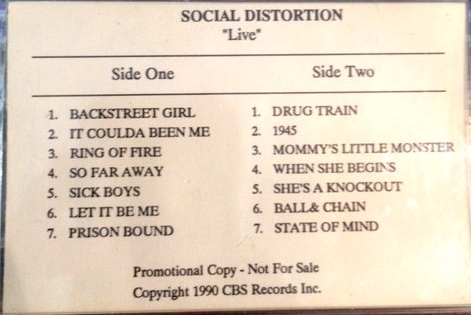 SOCIAL DISTORTION
"Live"
Side One
1. BACKSTREET GIRL
2. IT COULDA BEEN ME
3. RING OF FIRE
4. SO FAR AWAY
5. SICK BOYS
6. LET IT BE ME
7. PRISON BOUND
Side Two
1. DRUG TRAIN
2. 1945
3. MOMMY'S LITTLE MONSTER
4. WHEN SHE BEGINS
5. SHE'S A KNOCKOUT
6. BALL& CHAIN
7. STATE OF MIND
Promotional Copy - Not For Sale
Copyright 1990 CBS Records Inc.